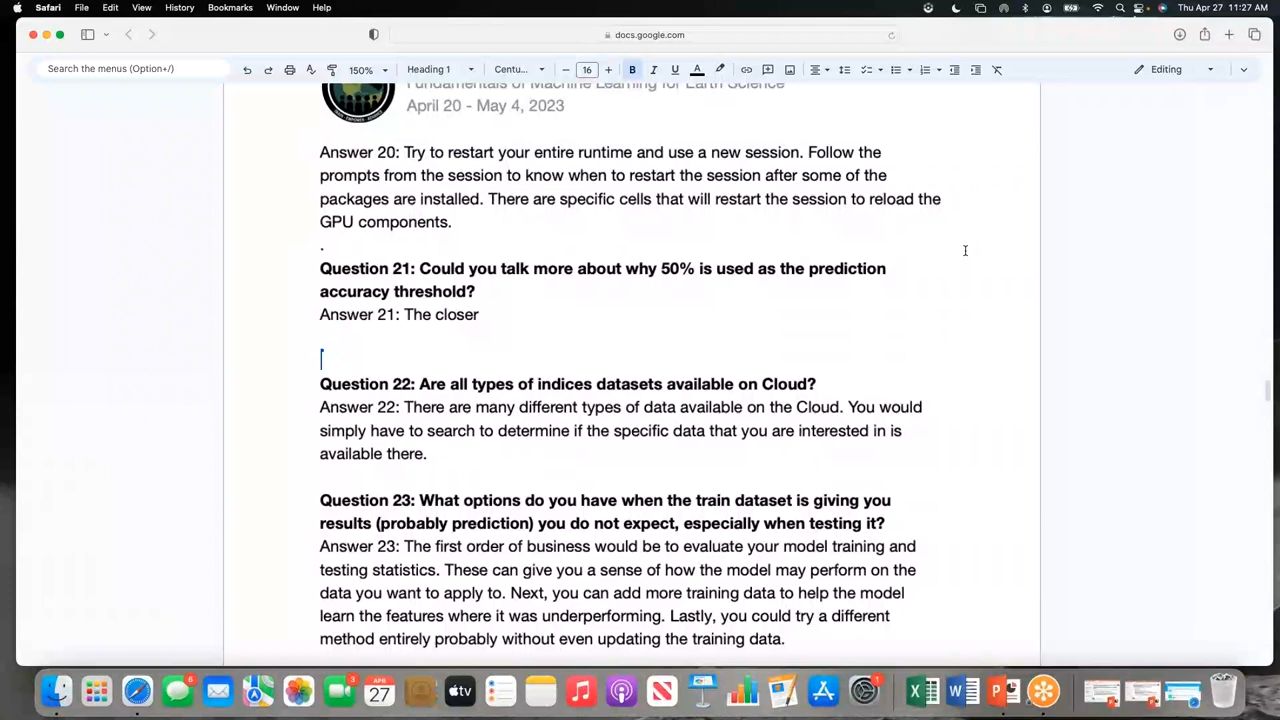 Safari File Edit View History Bookmarks Window Help Thu Apr 27 11:27 AM
docs.google.com
Search the menus (Option+/) 150% Heading 1 Centu... 16 B I U A Editing
Fundamentals of Machine Learning for Earth Science
April 20 - May 4, 2023
Answer 20: Try to restart your entire runtime and use a new session. Follow the
prompts from the session to know when to restart the session after some of the
packages are installed. There are specific cells that will restart the session to reload the
GPU components.
.
Question 21: Could you talk more about why 50% is used as the prediction
accuracy threshold?
Answer 21: The closer
Question 22: Are all types of indices datasets available on Cloud?
Answer 22: There are many different types of data available on the Cloud. You would
simply have to search to determine if the specific data that you are interested in is
available there.
Question 23: What options do you have when the train dataset is giving you
results (probably prediction) you do not expect, especially when testing it?
Answer 23: The first order of business would be to evaluate your model training and
testing statistics. These can give you a sense of how the model may perform on the
data you want to apply to. Next, you can add more training data to help the model
learn the features where it was underperforming. Lastly, you could try a different
method entirely probably without even updating the training data.
6 APR 27 3 tv 1